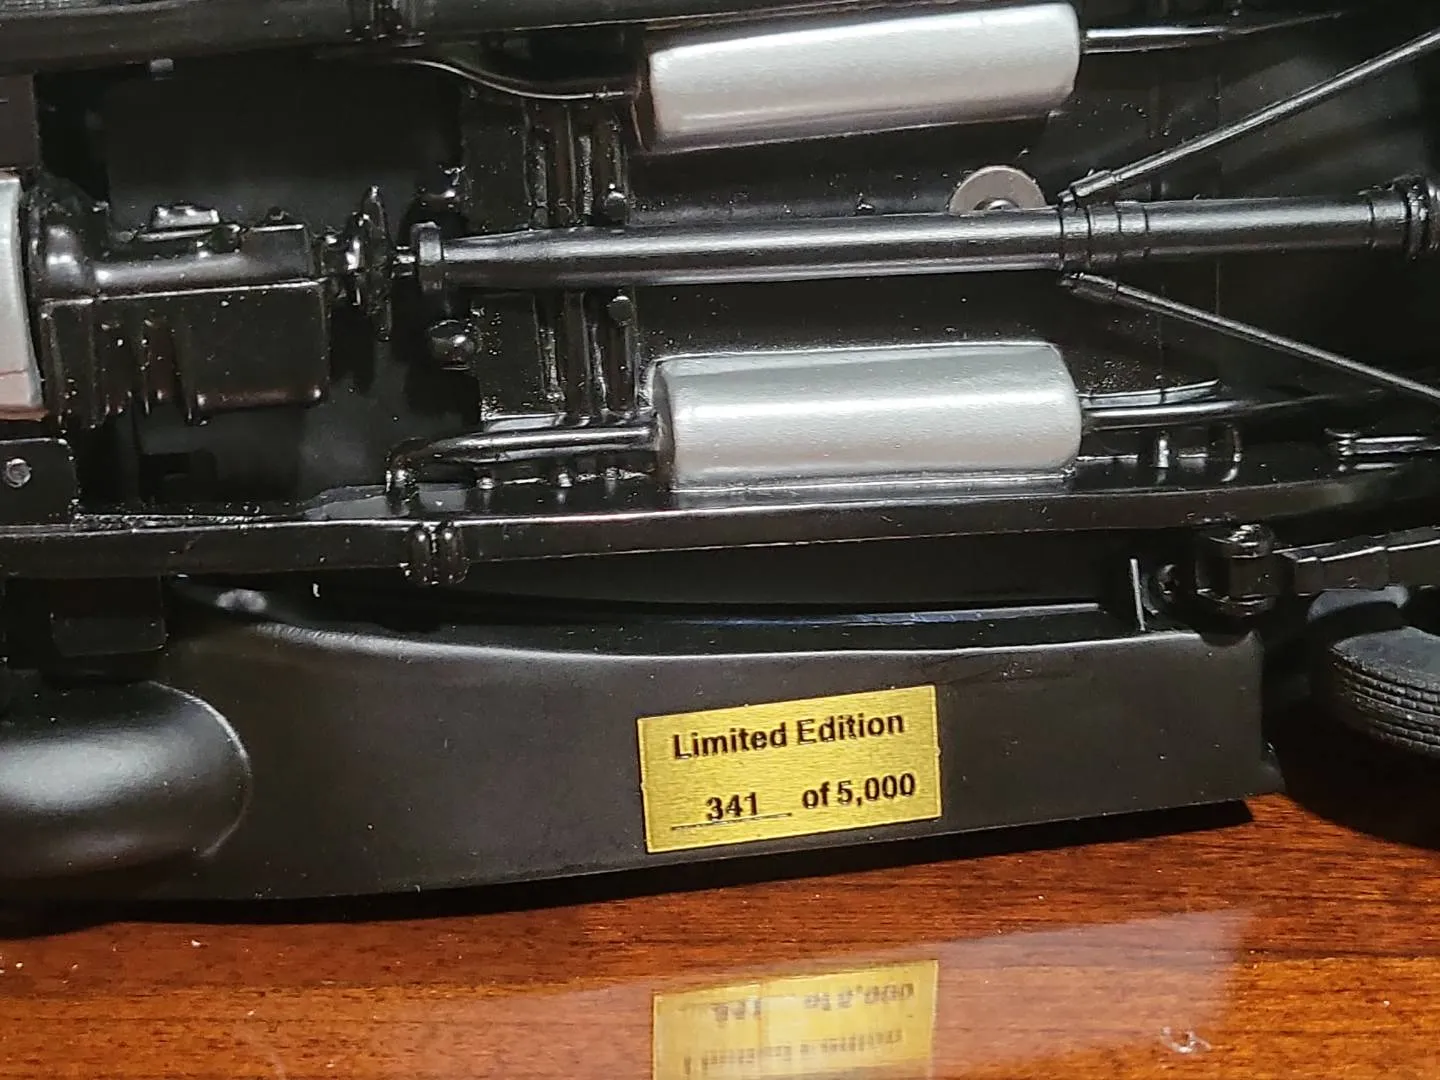 Limited Edition
341 of 5,000